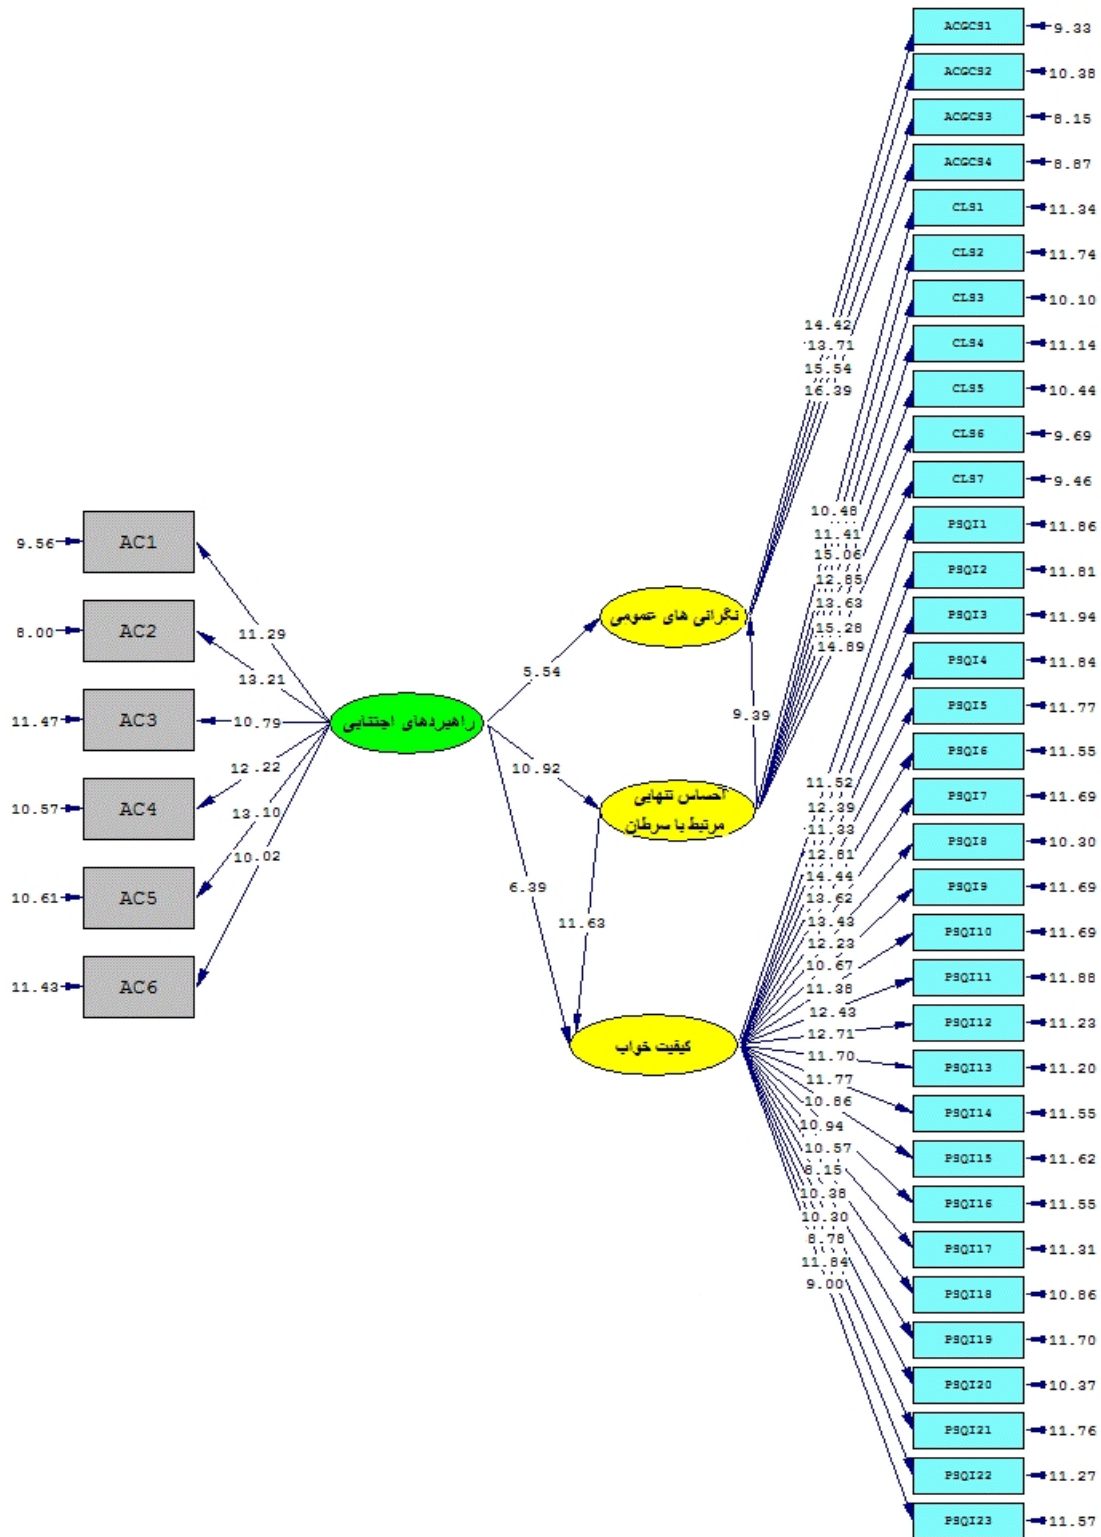 ACGCS1
9.33
ACGCS2
10.38
ACGCS3
8.15
ACGCS4
8.87
CLS1
11.34
CLS2
11.74
CLS3
10.10
CLS4
11.14
CLS5
10.44
CLS6
9.69
CLS7
9.46
PSQI1
11.86
PSQI2
11.81
PSQI3
11.94
PSQI4
11.84
PSQI5
11.77
PSQI6
11.55
PSQI7
11.69
PSQI8
10.30
PSQI9
11.69
PSQI10
11.69
PSQI11
11.88
PSQI12
11.23
PSQI13
11.20
PSQI14
11.55
PSQI15
11.62
PSQI16
11.55
PSQI17
11.31
PSQI18
10.86
PSQI19
11.70
PSQI20
10.37
PSQI21
11.76
PSQI22
11.27
PSQI23
11.57
14.42
13.71
15.54
16.39
10.48
11.41
15.06
12.85
13.63
15.28
14.89
11.52
12.39
11.33
12.81
14.44
13.62
13.43
12.23
10.67
11.38
12.43
12.71
11.70
11.77
10.86
10.94
10.57
8.15
10.38
10.30
8.78
11.84
9.00
نگرانی های عمومی
احساس تنهایی
مرتبط با سرطان
کیفیت خواب
راهبردهای اجتنابی
5.54
10.92
9.39
6.39
11.63
9.56
AC1
8.00
AC2
11.47
AC3
10.57
AC4
10.61
AC5
11.43
AC6
11.29
13.21
10.79
12.22
13.10
10.02